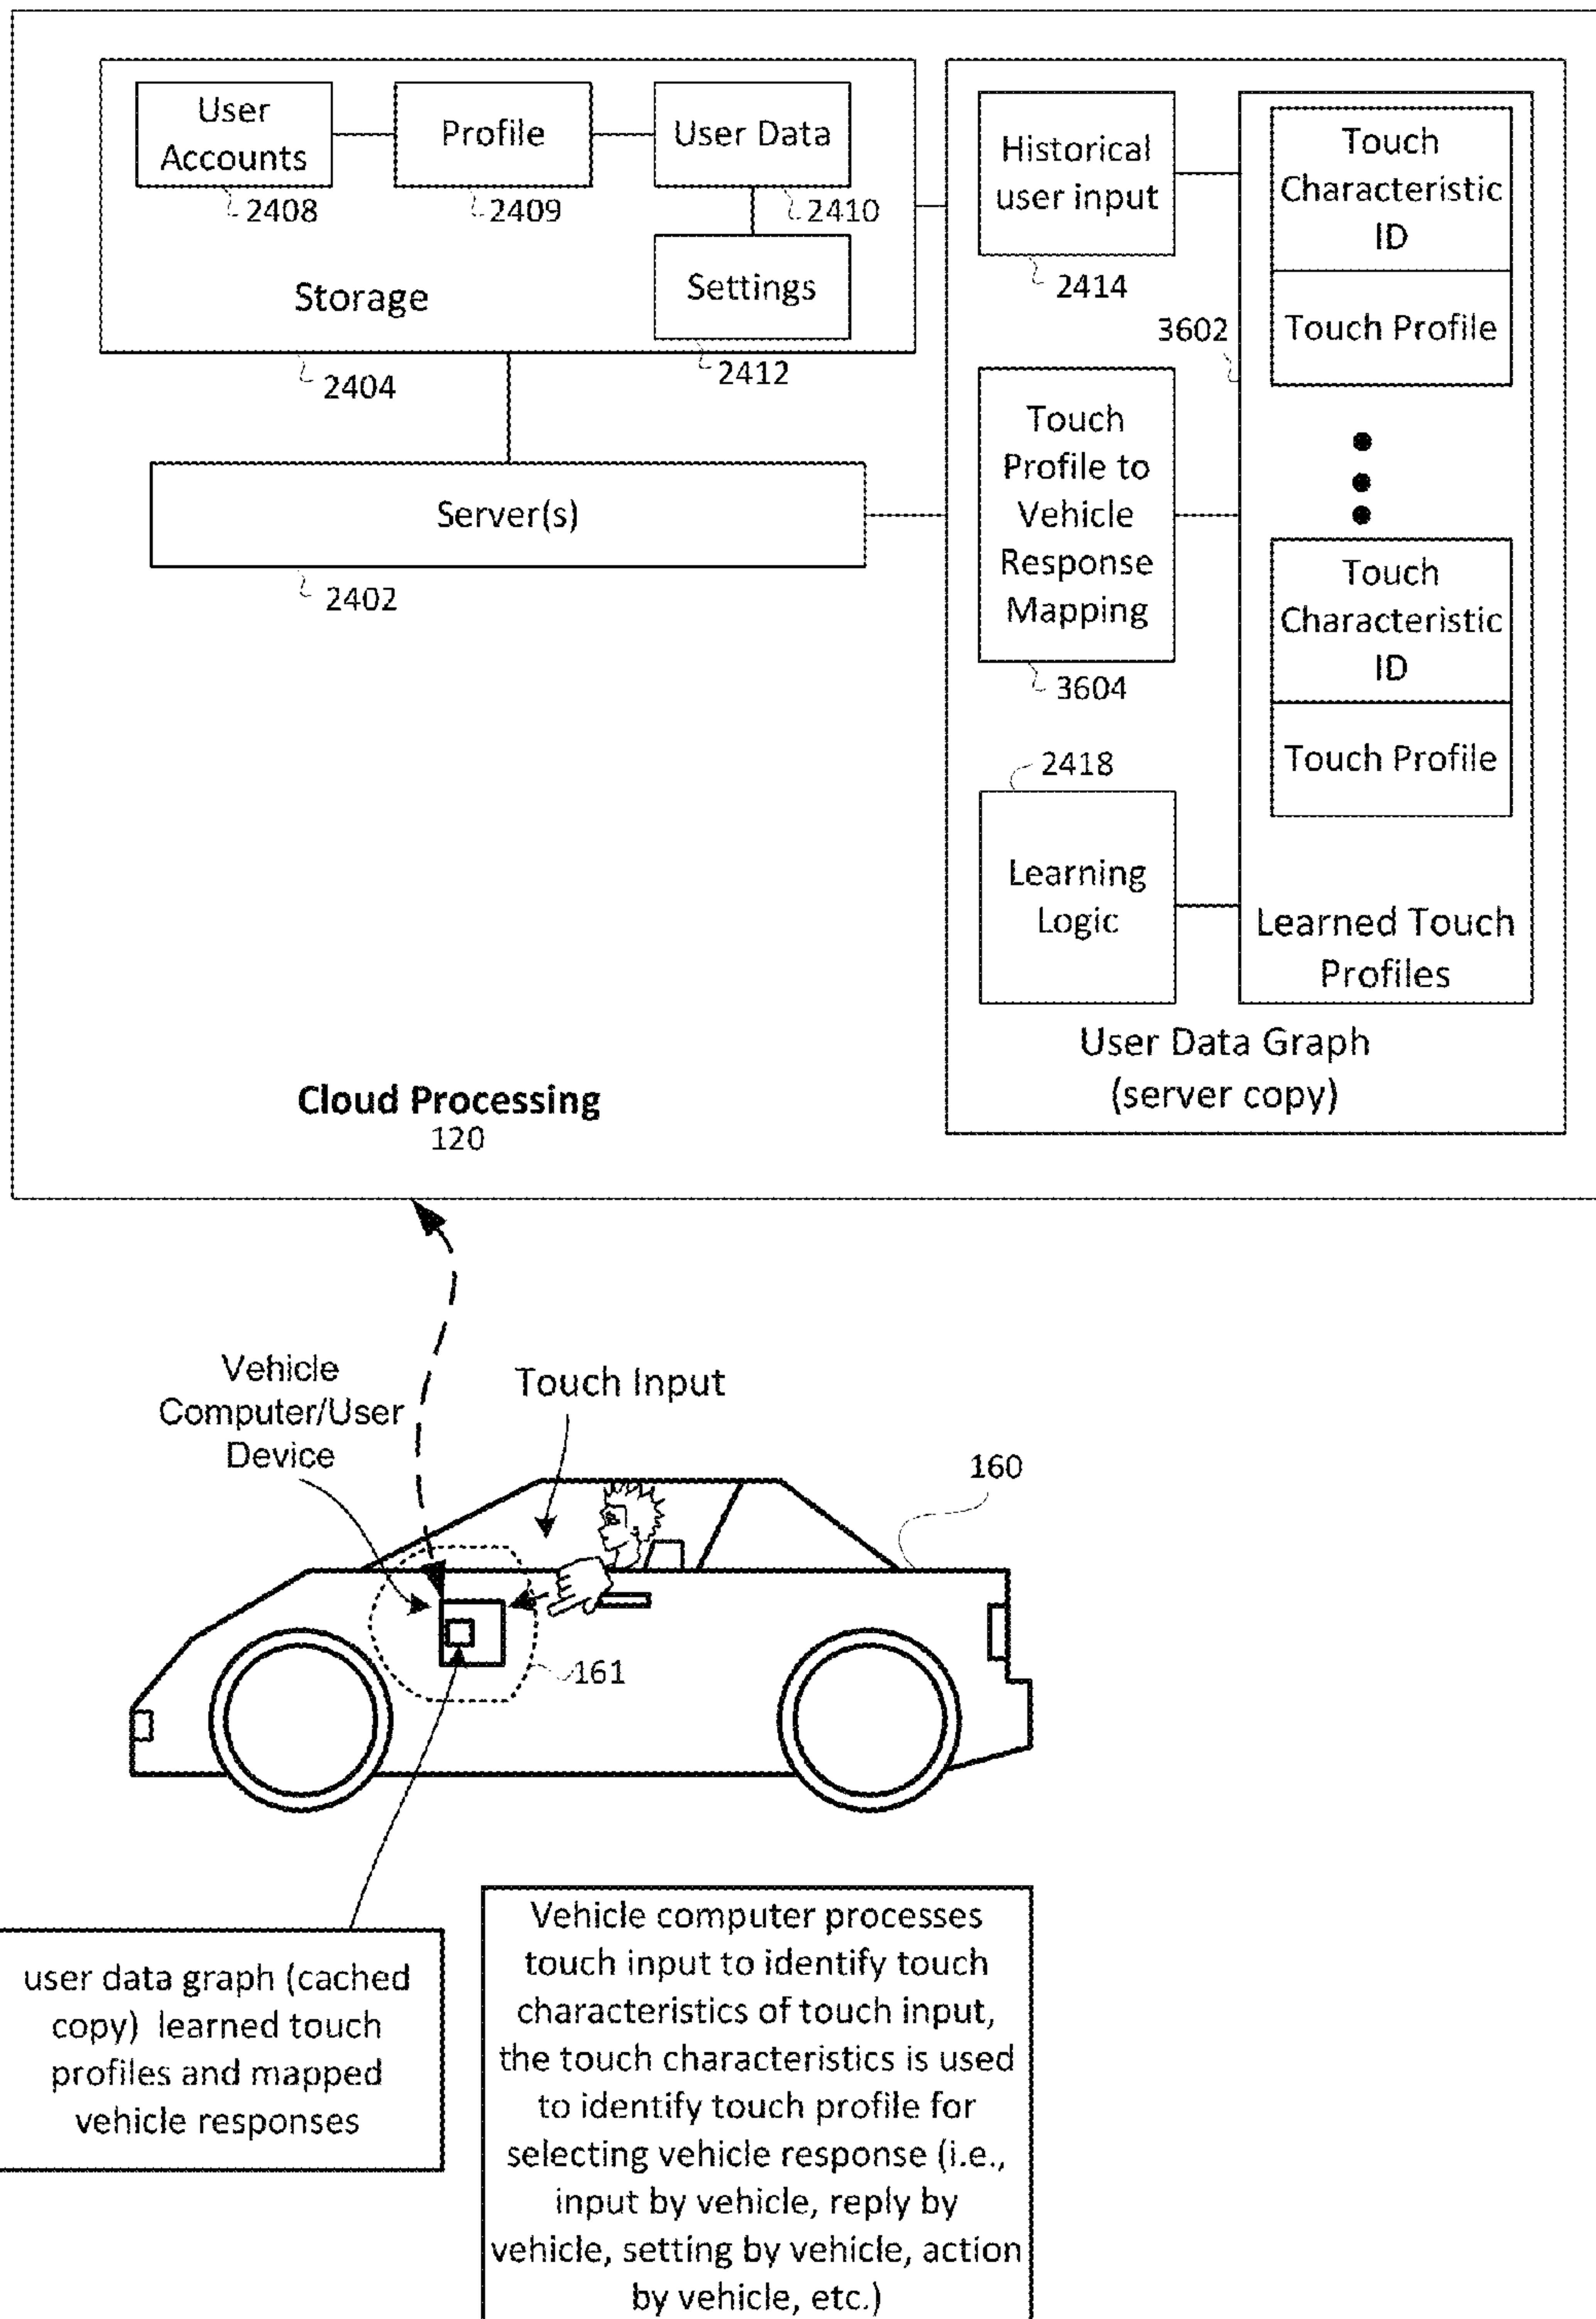 User
Accounts
2408
Profile
2409
User Data
2410
Settings
2412
Storage
2404
Server(s)
2402
Historical
user input
2414
Touch
Profile to
Vehicle
Response
Mapping
3604
2418
Learning
Logic
3602
Touch
Characteristic
ID
Touch Profile
Touch
Characteristic
ID
Touch Profile
Learned Touch
Profiles
User Data Graph
(server copy)
Cloud Processing
120
Vehicle
Computer/User
Device
Touch Input
160
161
user data graph (cached
copy) learned touch
profiles and mapped
vehicle responses
Vehicle computer processes
touch input to identify touch
characteristics of touch input,
the touch characteristics is used
to identify touch profile for
selecting vehicle response (i.e.,
input by vehicle, reply by
vehicle, setting by vehicle, action
by vehicle, etc.)